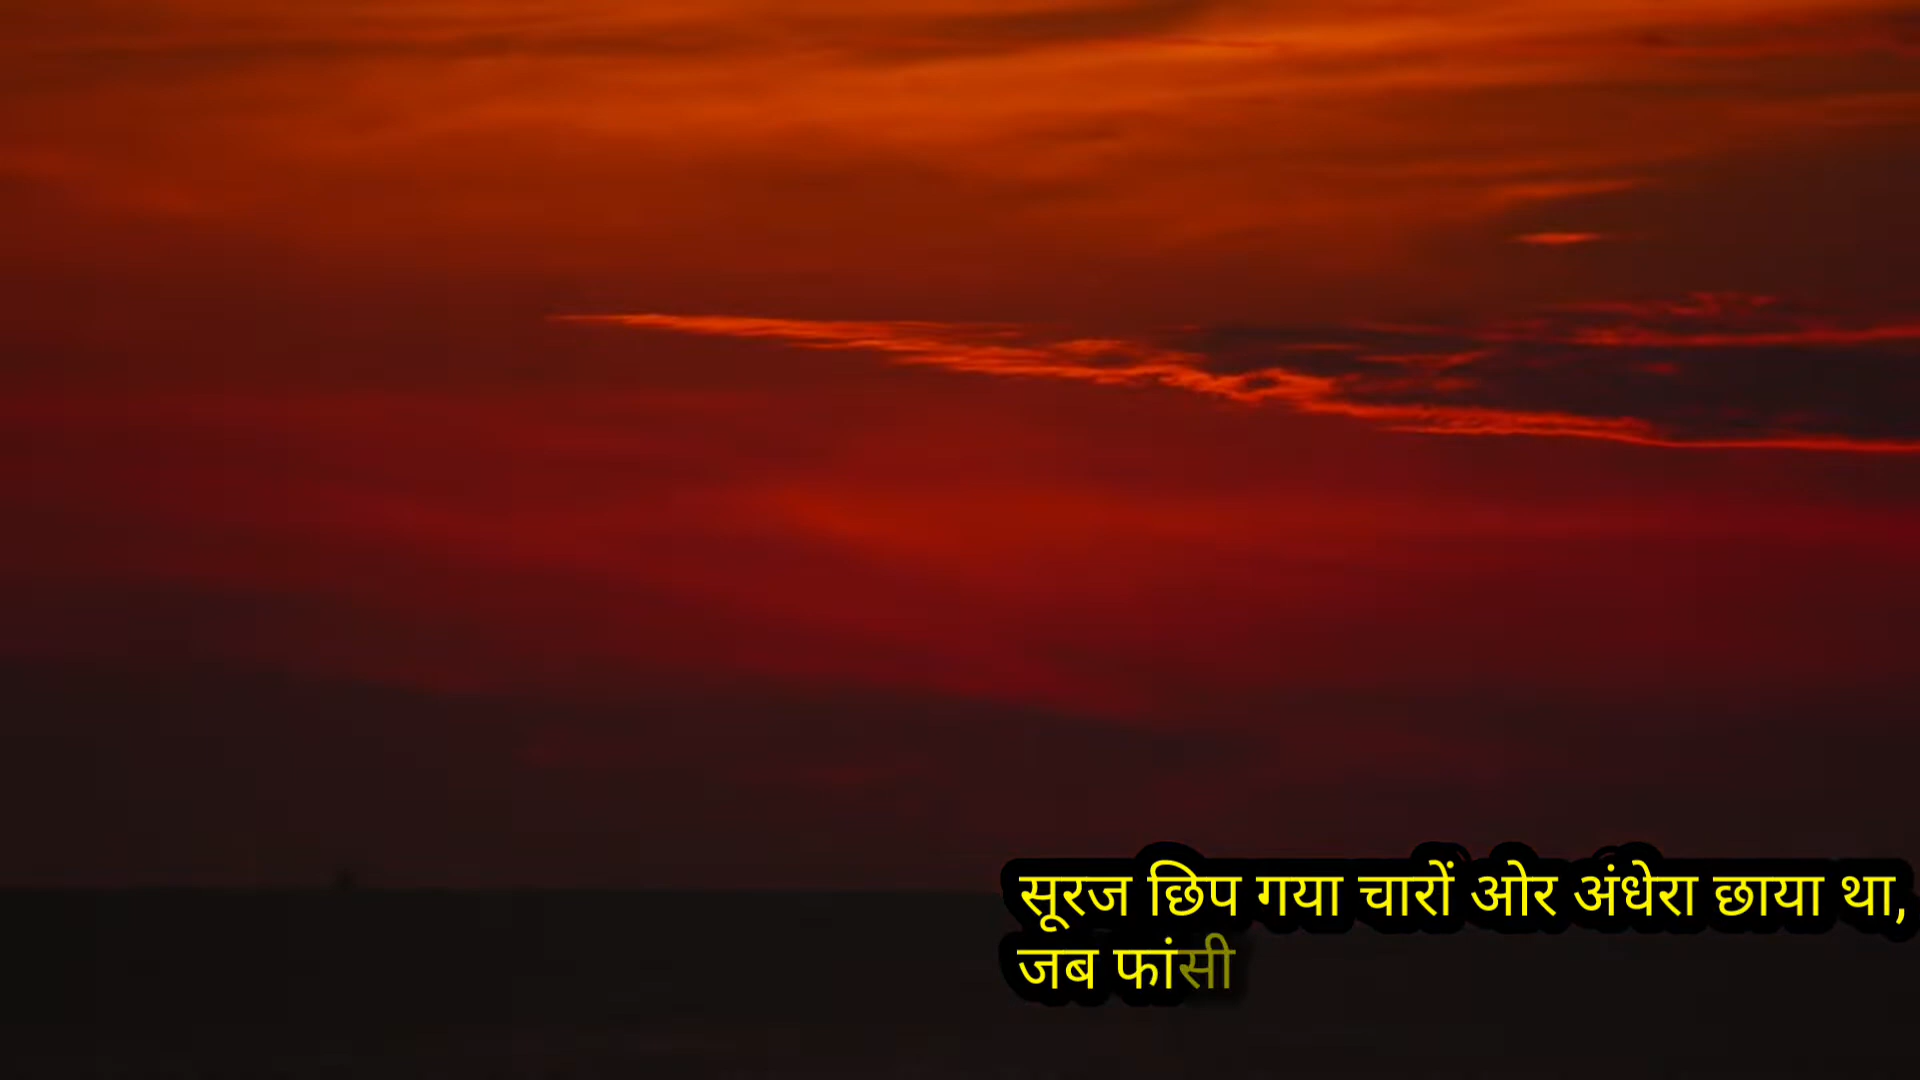 सूरज छिप गया चारों ओर अंधेरा छाया था,
जब फांसी